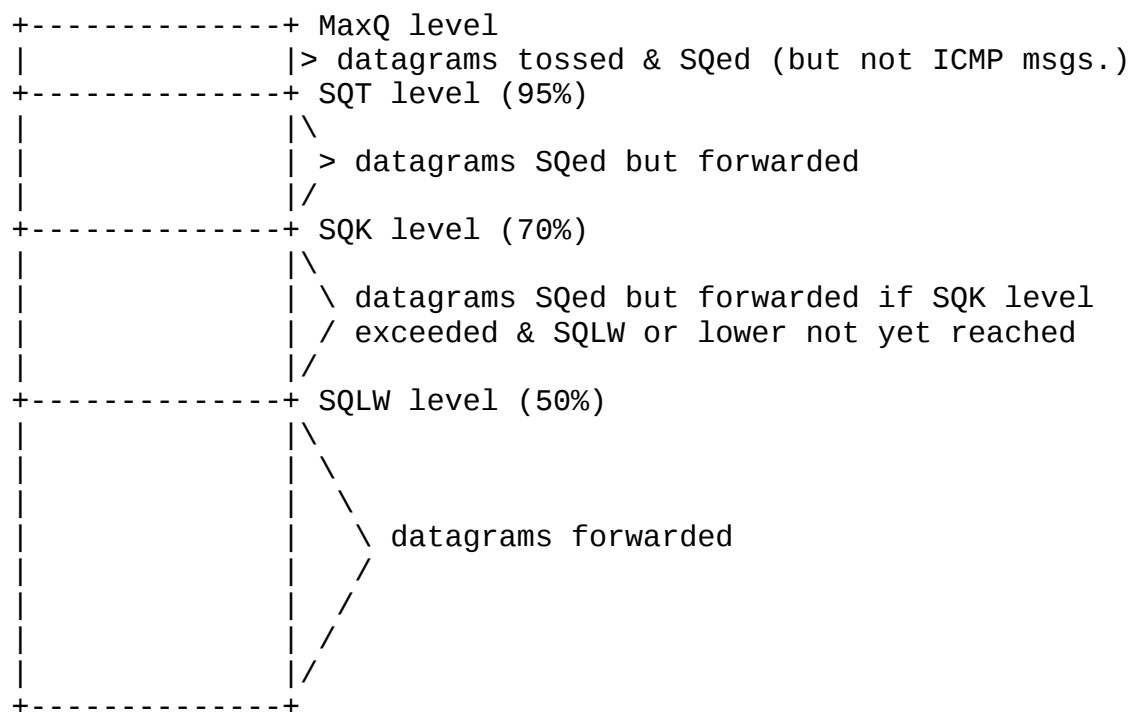 MaxQ level
> datagrams tossed & SQed (but not ICMP msgs.)
SQT level (95%)
> datagrams SQed but forwarded
SQK level (70%)
datagrams SQed but forwarded if SQK level
exceeded & SQLW or lower not yet reached
SQLW level (50%)
datagrams forwarded